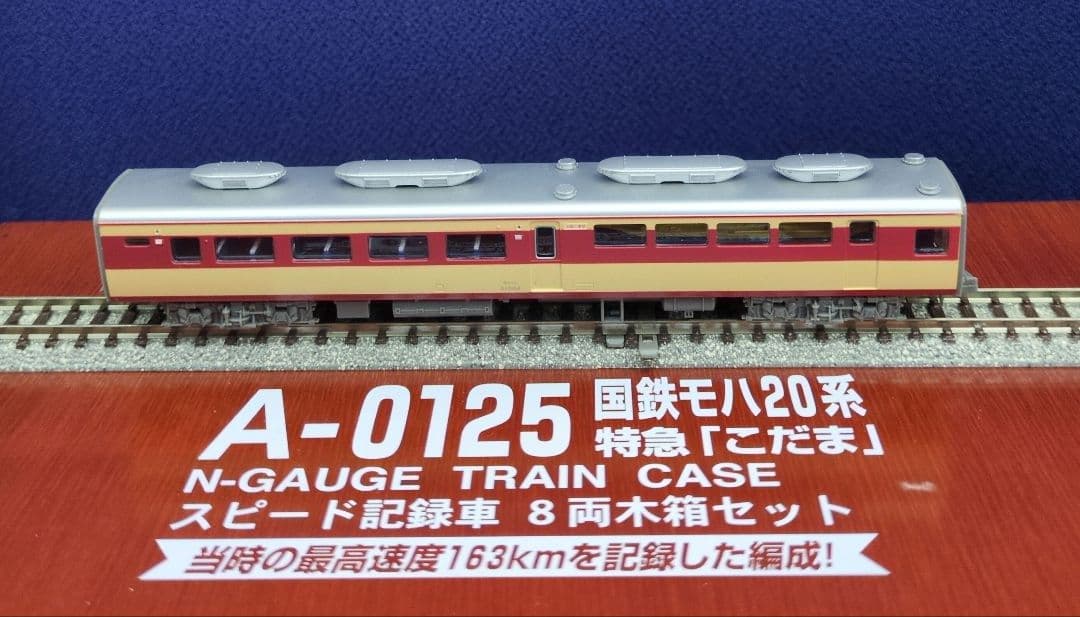 A-0125 国鉄モハ20系
特急「こだま」
N-GAUGE TRAIN CASE
スピード記録車 8両木箱セット
当時の最高速度163kmを記録した編成!